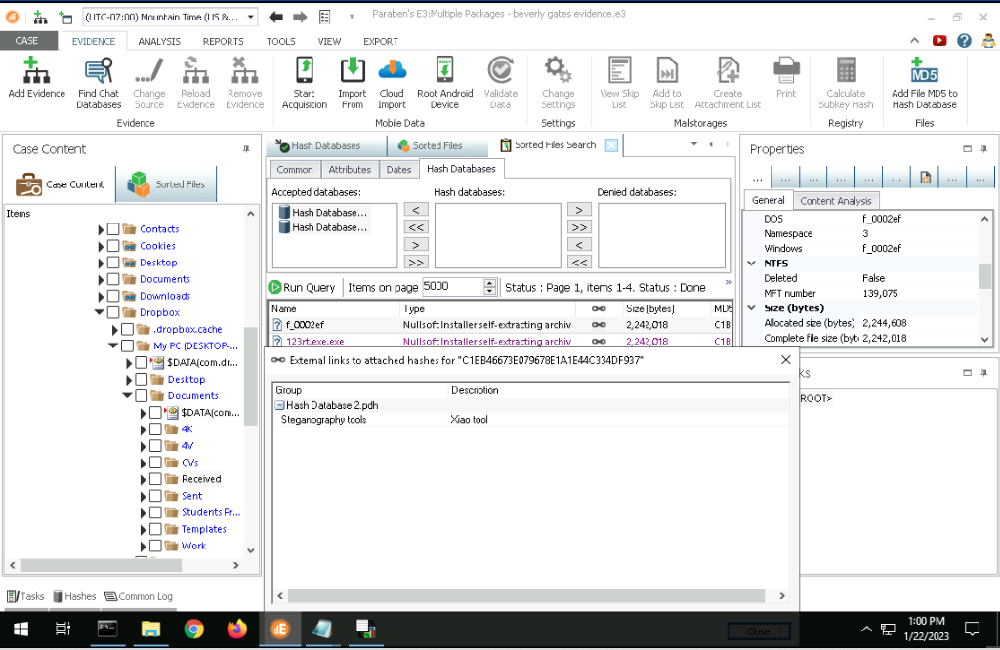 (UTC-07:00) Mountain Time (US &...
Paraben's E3:Multiple Packages - beverly gates evidence.e3
CASE EVIDENCE ANALYSIS REPORTS TOOLS VIEW EXPORT
Add Evidence
Find Chat Databases
Change Source
Reload Evidence
Remove Evidence
Evidence
Start Acquisition
Import From
Cloud Import
Root Android Device
Validate Data
Mobile Data
Change Settings
Settings
View Skip List
Add to Skip List
Create Attachment List
Print
Mailstorages
Calculate Subkey Hash
Registry
MD5
Add File MD5 to Hash Database
Files
Case Content
Case Content
Sorted Files
Items
Contacts
Cookies
Desktop
Documents
Downloads
Dropbox
.dropbox.cache
My PC (DESKTOP-...
$DATA(com.dr...
Desktop
Documents
$DATA(com...
4K
4V
CVs
Received
Sent
Students Pr...
Templates
Work
Tasks Hashes Common Log
Hash Databases
Sorted Files
Sorted Files Search
Common Attributes Dates Hash Databases
Accepted databases: Hash databases: Denied databases:
Hash Database...
Hash Database...
<
<<
>
>>
>
>>
<
<<
Run Query
Items on page 5000
Status : Page 1, items 1-4. Status : Done
Name Type Size (bytes) MD5
f_0002ef Nullsoft Installer self-extracting archiv 2,242,018 C1B
123rt.exe.exe Nullsoft Installer self-extracting archiv 2,242,018 C1B
External links to attached hashes for "C1BB46673E079678E1A1E44C334DF937"
Group Description
Hash Database 2.pdh
Steganography tools Xiao tool
Close
Properties
... ... ... ... ... ... ... ...
General Content Analysis
DOS f_0002ef
Namespace 3
Windows f_0002ef
NTFS
Deleted False
MFT number 139,075
Size (bytes)
Allocated size (bytes) 2,244,608
Complete file size (byt 2,242,018
KS
ROOT>
1:00 PM
1/22/2023